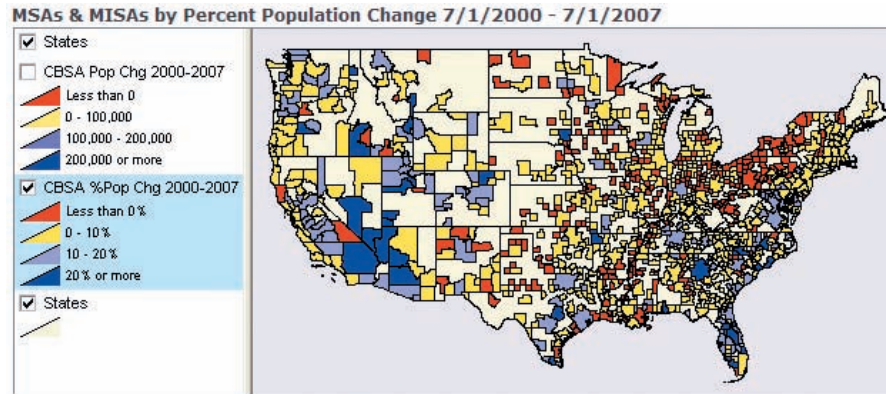 MSAs & MISAs by Percent Population Change 7/1/2000 - 7/1/2007
States
CBSA Pop Chg 2000-2007
Less than 0
0 - 100,000
100,000 - 200,000
200,000 or more
CBSA %Pop Chg 2000-2007
Less than 0%
0 - 10%
10 - 20%
20% or more
States